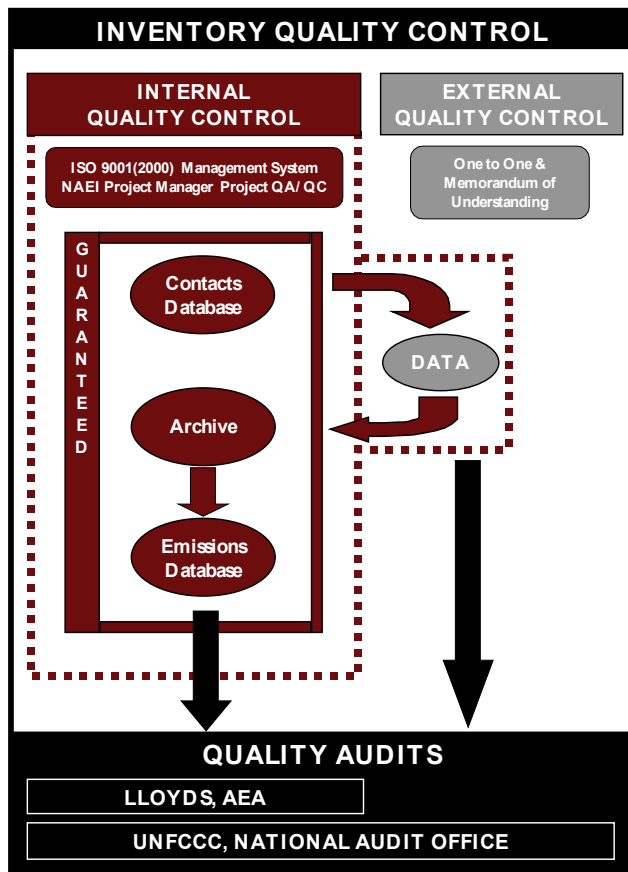 INVENTORY QUALITY CONTROL
INTERNAL
QUALITY CONTROL
EXTERNAL
QUALITY CONTROL
ISO 9001(2000) Management System
NAEI Project Manager Project QA/ QC
One to One &
Memorandum of
Understanding
GUARANTEED
Contacts
Database
DATA
Archive
Emissions
Database
QUALITY AUDITS
LLOYDS, AEA
UNFCCC, NATIONAL AUDIT OFFICE